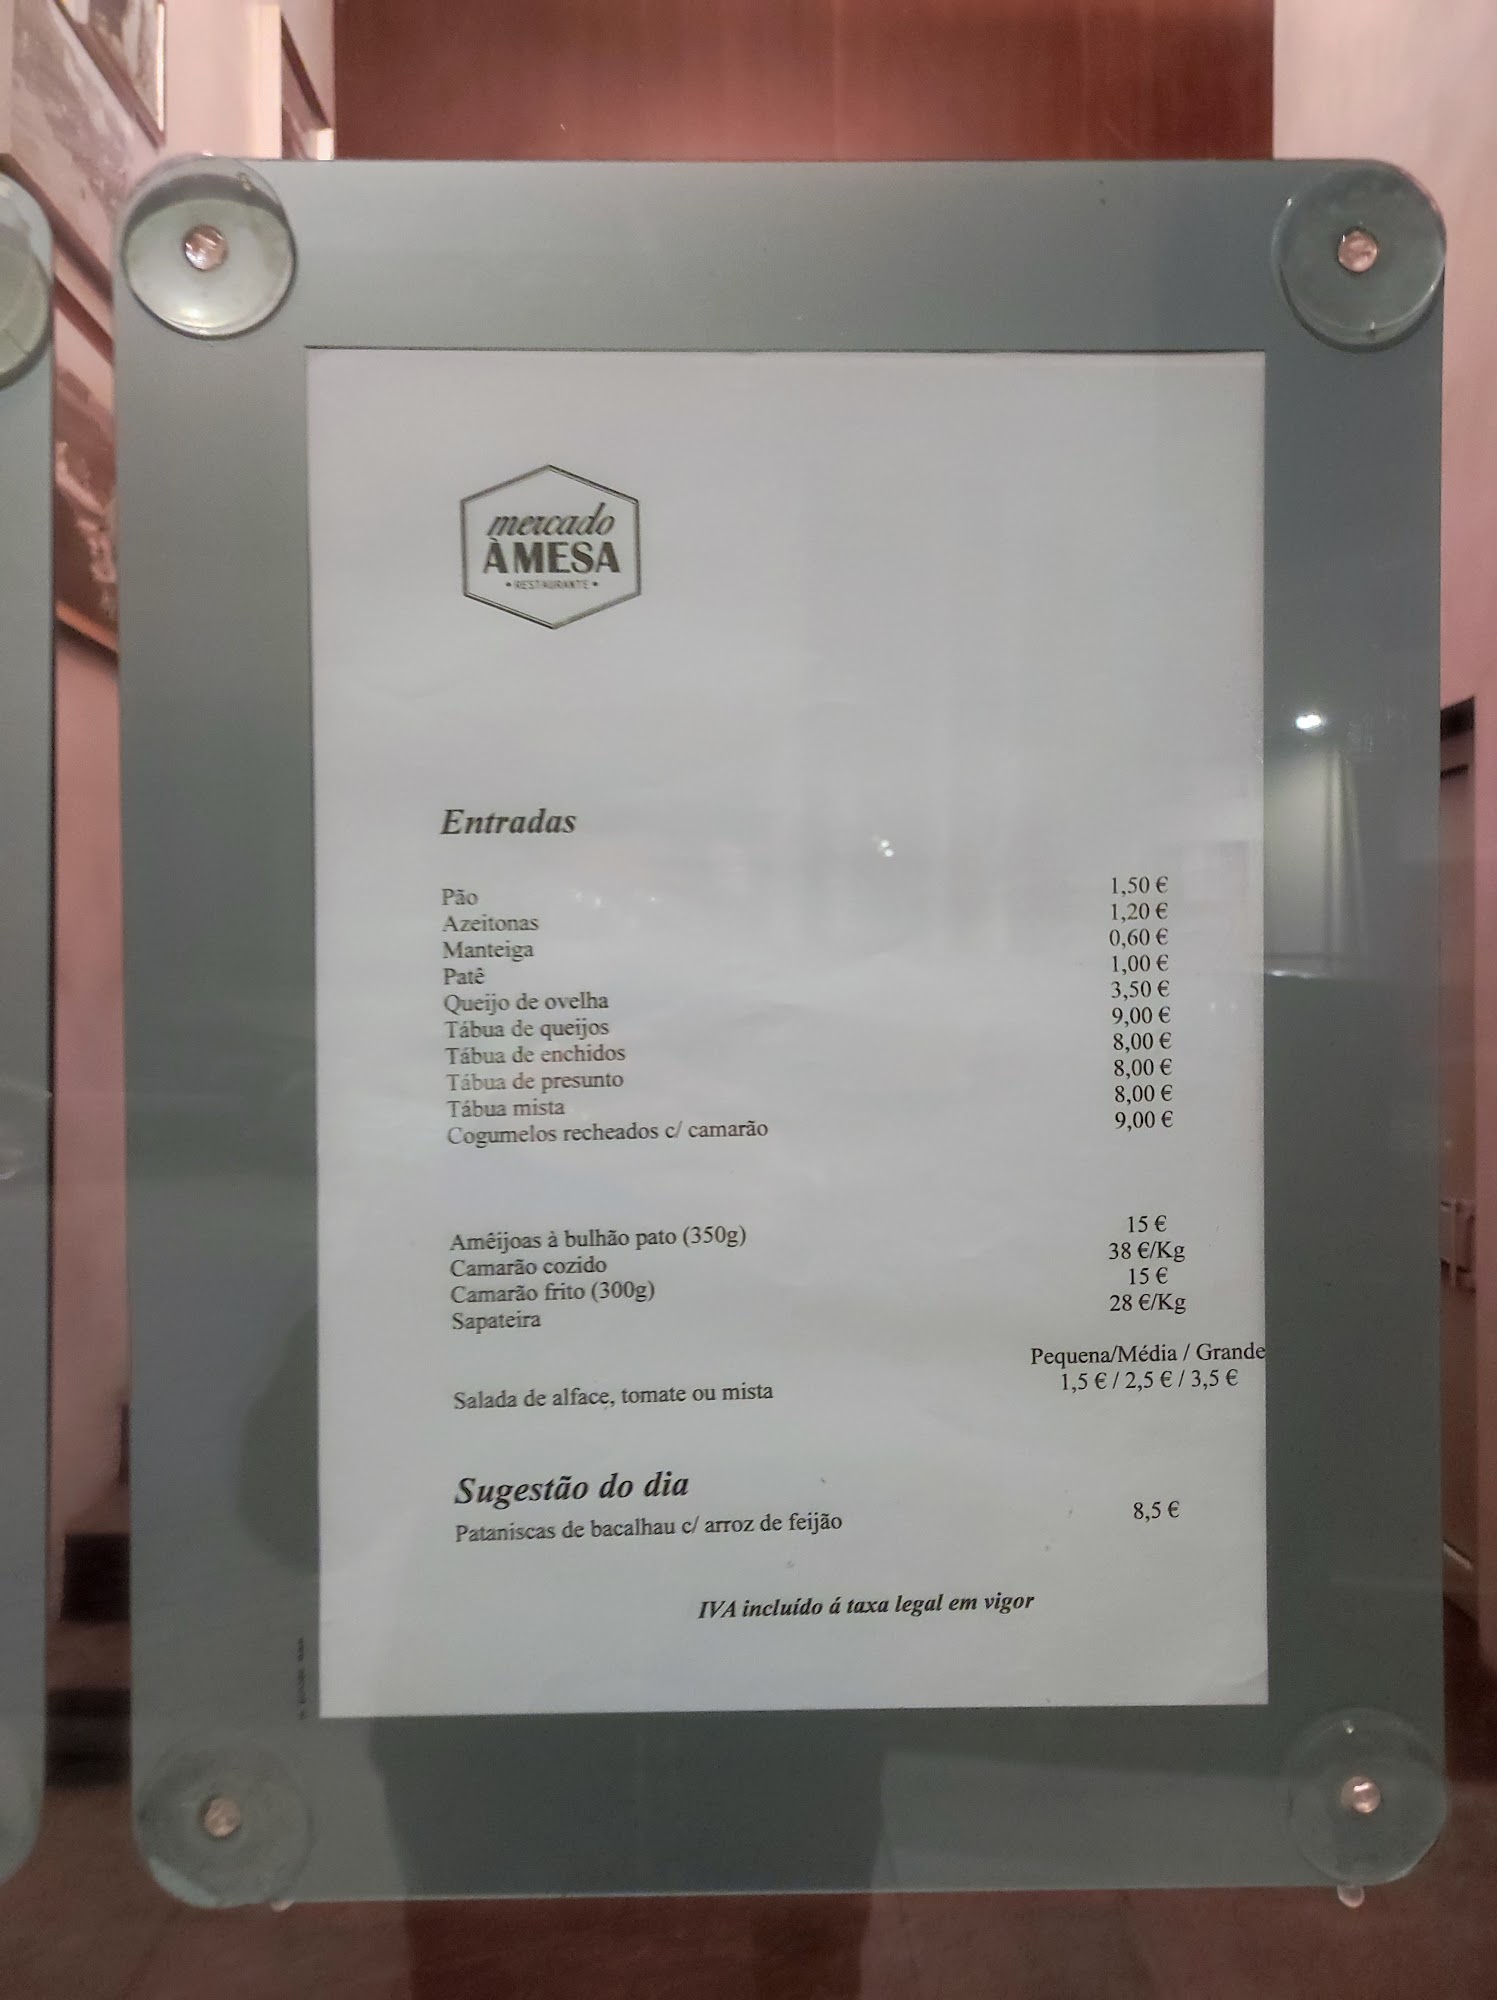 mercado
À MESA
• RESTAURANTE •
Entradas
Pão 1,50 €
Azeitonas 1,20 €
Manteiga 0,60 €
Patê 1,00 €
Queijo de ovelha 3,50 €
Tábua de queijos 9,00 €
Tábua de enchidos 8,00 €
Tábua de presunto 8,00 €
Tábua mista 8,00 €
Cogumelos recheados c/ camarão 9,00 €
Amêijoas à bulhão pato (350g) 15 €
Camarão cozido 38 €/Kg
Camarão frito (300g) 15 €
Sapateira 28 €/Kg
Pequena/Média / Grande
Salada de alface, tomate ou mista 1,5 € / 2,5 € / 3,5 €
Sugestão do dia
Pataniscas de bacalhau c/ arroz de feijão 8,5 €
IVA incluído á taxa legal em vigor